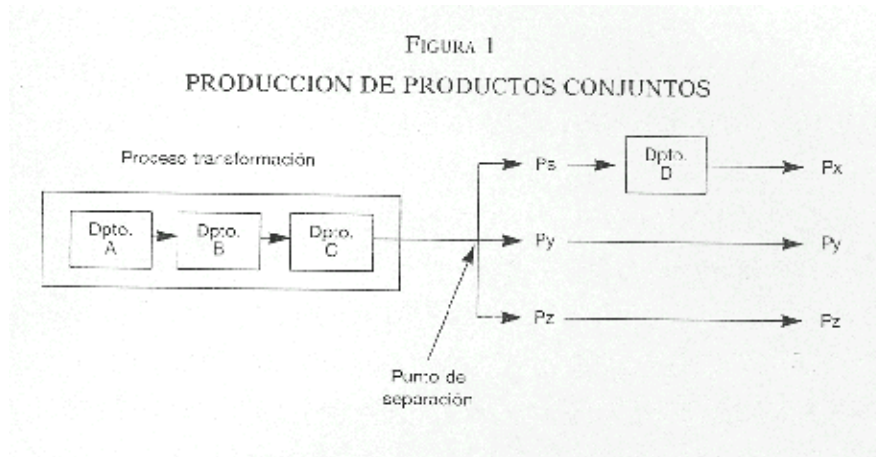 FIGURA 1
PRODUCCION DE PRODUCTOS CONJUNTOS
Proceso transformación
Dpto.
A
Dpto.
B
Dpto.
C
Ps
Dpto.
D
Px
Py
Py
Pz
Pz
Punto de
separación